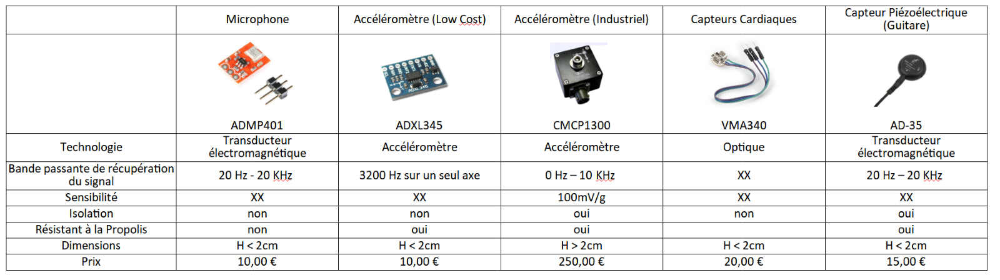 Microphone
Accéléromètre (Low Cost)
Accéléromètre (Industriel)
Capteurs Cardiaques
Capteur Piézoélectrique
(Guitare)
ADXL345
ADMP401
ADXL345
CMCP1300
VMA340
AD-35
Technologie
Transducteur
électromagnétique
Accéléromètre
Accéléromètre
Optique
Transducteur
électromagnétique
Bande passante de récupération
du signal
20 Hz - 20 KHz
3200 Hz sur un seul axe
0 Hz – 10 KHz
XX
20 Hz – 20 KHz
Sensibilité
XX
XX
100mV/g
XX
XX
Isolation
non
non
oui
non
oui
Résistant à la Propolis
non
oui
oui
oui
Dimensions
H < 2cm
H < 2cm
H > 2cm
H < 2cm
H < 2cm
Prix
10,00 €
10,00 €
250,00 €
20,00 €
15,00 €